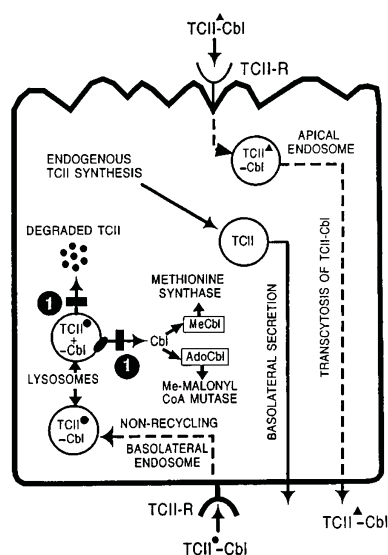 TCII▲-Cbl
TCII-R
APICAL
ENDOSOME
TCII▲
-Cbl
ENDOGENOUS
TCII SYNTHESIS
TCII
DEGRADED TCII
METHIONINE
SYNTHASE
1
TCII●
+
-Cbl
1
Cbl
MeCbl
AdoCbl
LYSOSOMES
Me-MALONYL
CoA MUTASE
TCII●
-Cbl
NON-RECYCLING
BASOLATERAL
ENDOSOME
BASOLATERAL SECRETION
TRANSCYTOSIS OF TCII-Cbl
TCII-R
TCII●-Cbl
TCII▲-Cbl